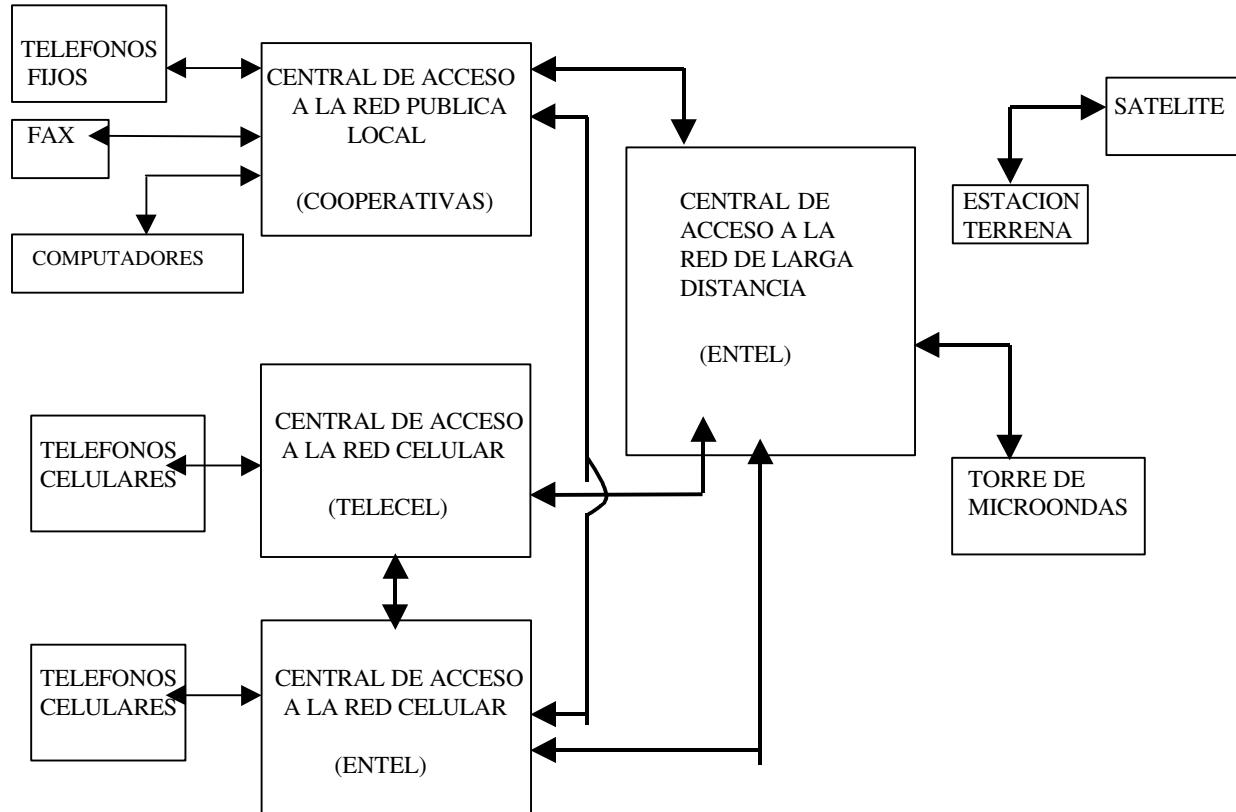 TELEFONOS
FIJOS
FAX
COMPUTADORES
CENTRAL DE ACCESO
A LA RED PUBLICA
LOCAL
(COOPERATIVAS)
CENTRAL DE
ACCESO A LA
RED DE LARGA
DISTANCIA
(ENTEL)
SATELITE
ESTACION
TERRENA
TORRE DE
MICROONDAS
TELEFONOS
CELULARES
CENTRAL DE ACCESO
A LA RED CELULAR
(TELECEL)
TELEFONOS
CELULARES
CENTRAL DE ACCESO
A LA RED CELULAR
(ENTEL)